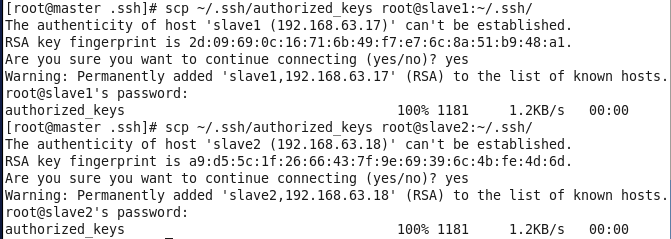 [root@master .ssh]# scp ~/.ssh/authorized_keys root@slave1:~/.ssh/
The authenticity of host 'slave1 (192.168.63.17)' can't be established.
RSA key fingerprint is 2d:09:69:0c:16:71:6b:49:f7:e7:6c:8a:51:b9:48:a1.
Are you sure you want to continue connecting (yes/no)? yes
Warning: Permanently added 'slave1,192.168.63.17' (RSA) to the list of known hosts.
root@slave1's password:
authorized_keys 100% 1181 1.2KB/s 00:00
[root@master .ssh]# scp ~/.ssh/authorized_keys root@slave2:~/.ssh/
The authenticity of host 'slave2 (192.168.63.18)' can't be established.
RSA key fingerprint is a9:d5:5c:1f:26:66:43:7f:9e:69:39:6c:4b:fe:4d:6d.
Are you sure you want to continue connecting (yes/no)? yes
Warning: Permanently added 'slave2,192.168.63.18' (RSA) to the list of known hosts.
root@slave2's password:
authorized_keys 100% 1181 1.2KB/s 00:00